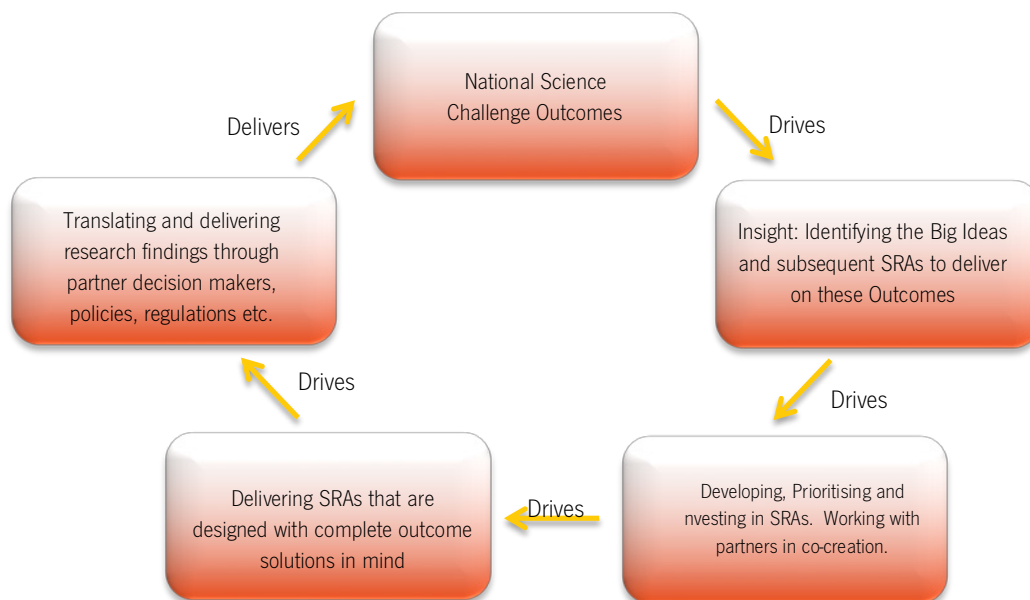 National Science
Challenge Outcomes
Delivers
Drives
Translating and delivering
research findings through
partner decision makers,
policies, regulations etc.
Insight: Identifying the Big Ideas
and subsequent SRAs to deliver
on these Outcomes
Drives
Drives
Delivering SRAs that are
designed with complete outcome
solutions in mind
Drives
Developing, Prioritising and
nvesting in SRAs. Working with
partners in co-creation.